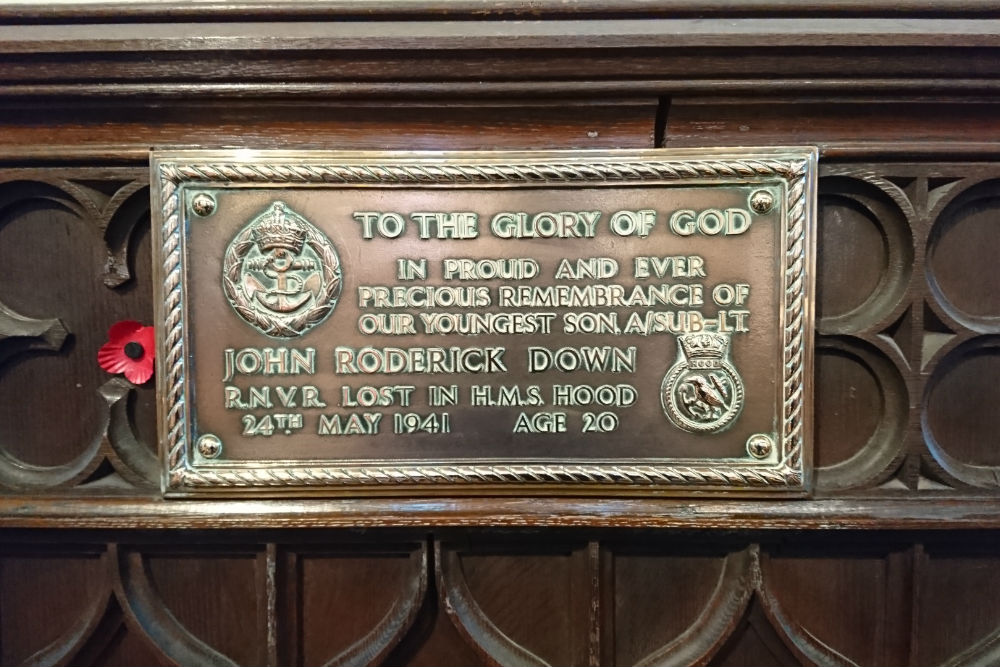 TO THE GLORY OF GOD
IN PROUD AND EVER
PRECIOUS REMEMBRANCE OF
OUR YOUNGEST SON, A/SUB-LT.
JOHN RODERICK DOWN
R.N.V.R. LOST IN H.M.S. HOOD
24TH MAY 1941 AGE 20
HOOD